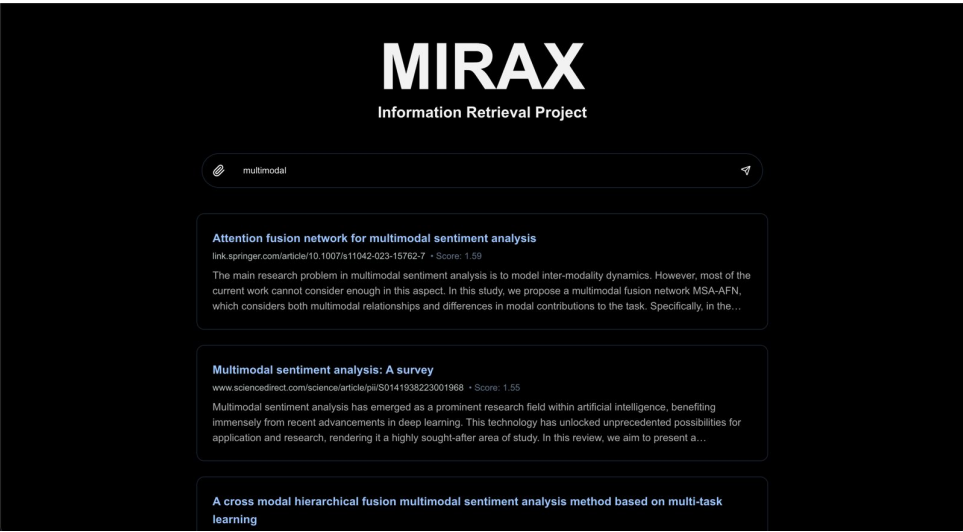 MIRAX
Information Retrieval Project
multimodal
Attention fusion network for multimodal sentiment analysis
link.springer.com/article/10.1007/s11042-023-15762-7 • Score: 1.59
The main research problem in multimodal sentiment analysis is to model inter-modality dynamics. However, most of the
current work cannot consider enough in this aspect. In this study, we propose a multimodal fusion network MSA-AFN,
which considers both multimodal relationships and differences in modal contributions to the task. Specifically, in the…
Multimodal sentiment analysis: A survey
www.sciencedirect.com/science/article/pii/S0141938223001968 • Score: 1.55
Multimodal sentiment analysis has emerged as a prominent research field within artificial intelligence, benefiting
immensely from recent advancements in deep learning. This technology has unlocked unprecedented possibilities for
application and research, rendering it a highly sought-after area of study. In this review, we aim to present a…
A cross modal hierarchical fusion multimodal sentiment analysis method based on multi-task
learning